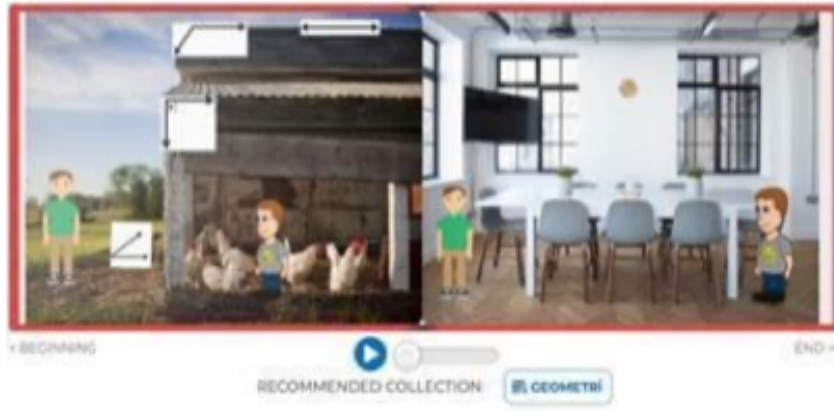 < BEGINNING
END >
RECOMMENDED COLLECTION
GEOMETRİ